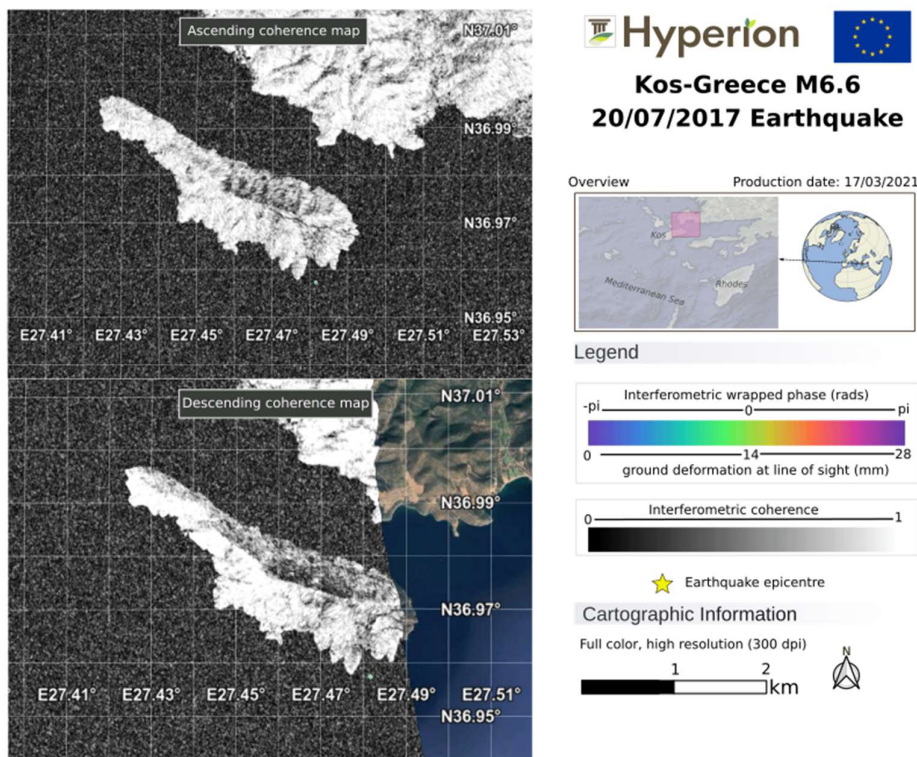 Ascending coherence map
N37.01°
N36.99°
N36.97°
N36.95°
E27.41° E27.43° E27.45° E27.47° E27.49° E27.51° E27.53°
Descending coherence map
N37.01°
N36.99°
N36.97°
E27.41° E27.43° E27.45° E27.47° E27.49° E27.51°
N36.95°
Hyperion
Kos-Greece M6.6
20/07/2017 Earthquake
Overview Production date: 17/03/2021
Kos
Rhodes
Mediterranean Sea
Legend
Interferometric wrapped phase (rads)
-pi 0 pi
0 14 28
ground deformation at line of sight (mm)
Interferometric coherence
0 1
Earthquake epicentre
Cartographic Information
Full color, high resolution (300 dpi)
1 2
km
N